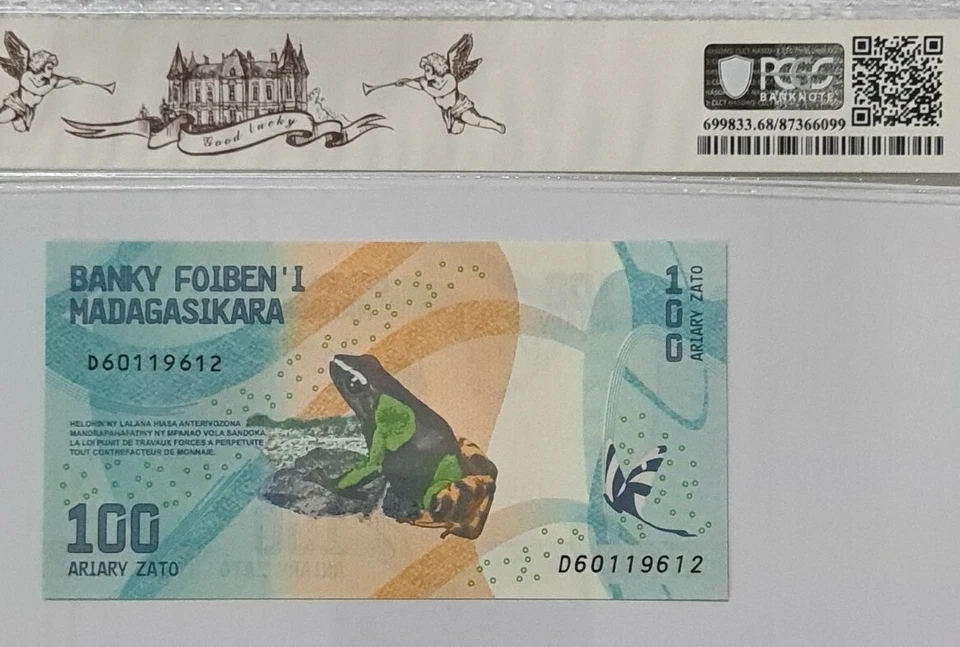 Good lucky
PCGS
BANKNOTE
699833.68/87366099
BANKY FOIBEN'I
MADAGASIKARA
D60119612
HELOHIN'NY LALANA HIASA ANTERIVOZONA
MANDRAPAHAFATINY NY MPANAO VOLA SANDOKA
LA LOI PUNIT DE TRAVAUX FORCES A PERPETUITE
TOUT CONTREFACTEUR DE MONNAIE.
100
ARIARY ZATO
100
ARIARY ZATO
D60119612